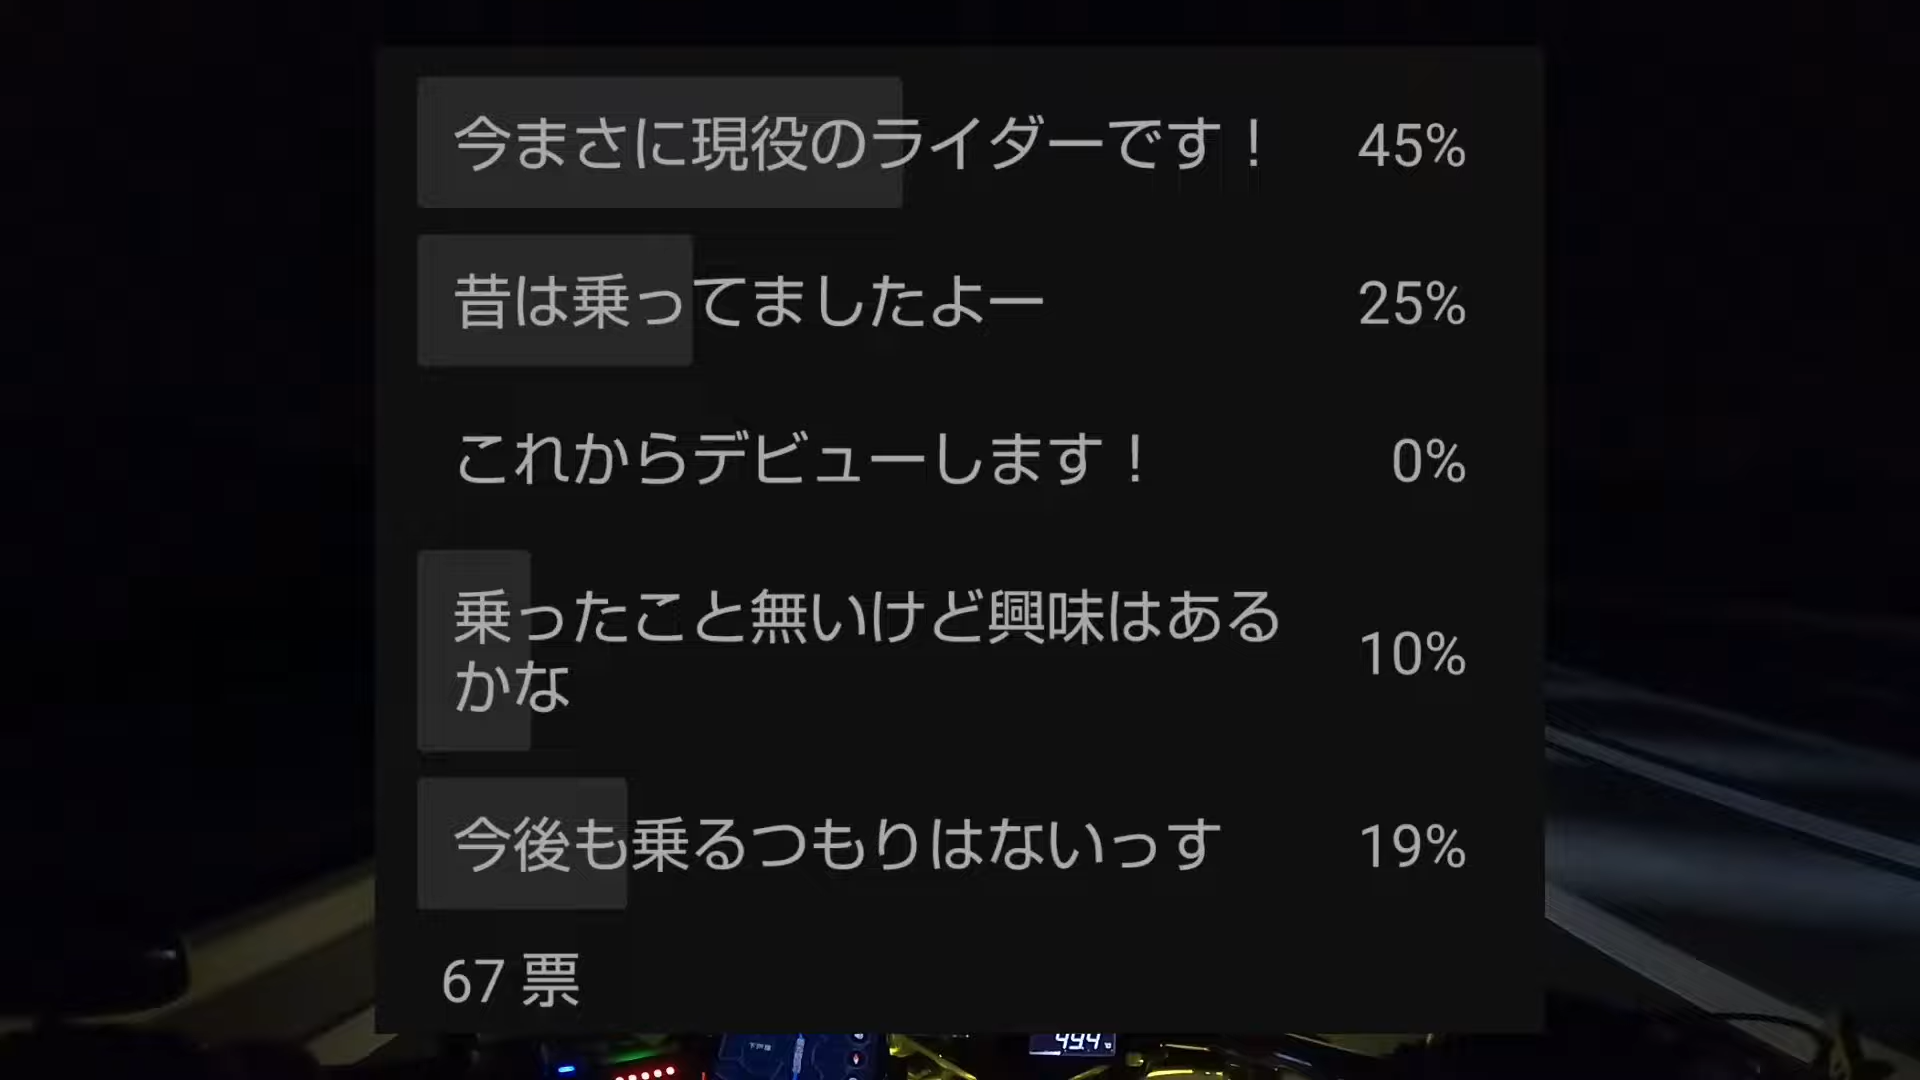 今まさに現役のライダーです！ 45%
昔は乗ってましたよー 25%
これからデビューします！ 0%
乗ったこと無いけど興味はある
かな 10%
今後も乗るつもりはないっす 19%
67 票